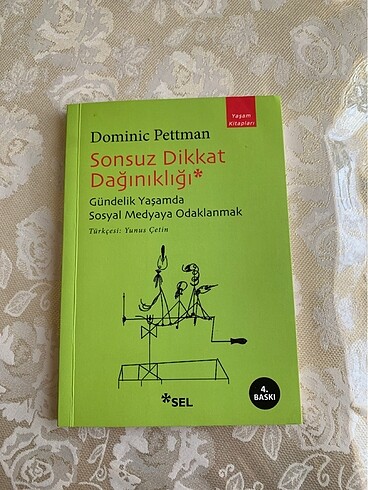 Yaşam
Kitapları
Dominic Pettman
Sonsuz Dikkat
Dağınıklığı*
Gündelik Yaşamda
Sosyal Medyaya Odaklanmak
Türkçesi: Yunus Çetin
4.
BASKI
*SEL